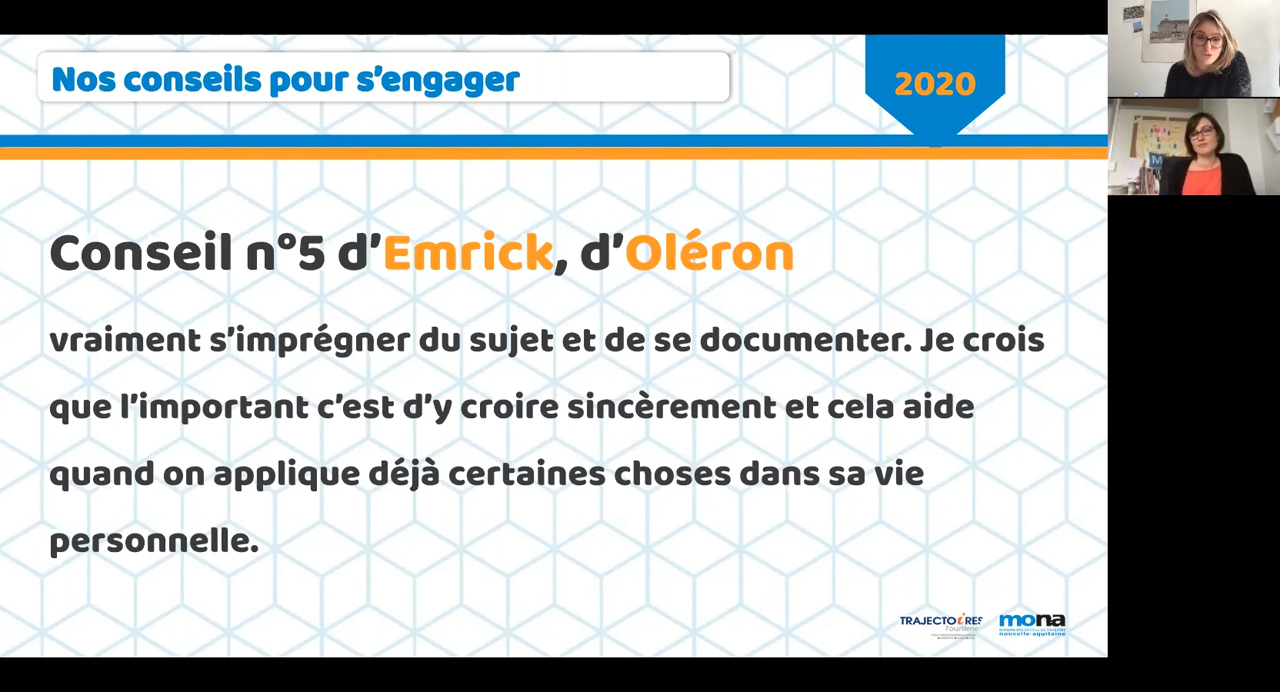 Nos conseils pour s'engager
2020
Conseil n°5 d'Emrick, d'Oléron
vraiment s'imprégner du sujet et de se documenter. Je crois
que l'important c'est d'y croire sincèrement et cela aide
quand on applique déjà certaines choses dans sa vie
personnelle.
TRAJECTOiRES
Tourisme
mona
nouvelle-aquitaine
M